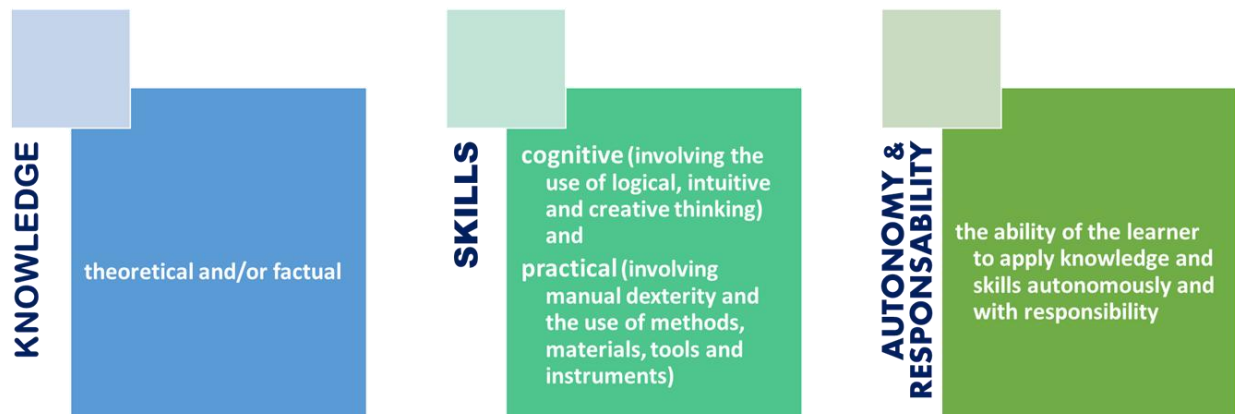 KNOWLEDGE
theoretical and/or factual
SKILLS
cognitive (involving the
use of logical, intuitive
and creative thinking)
and
practical (involving
manual dexterity and
the use of methods,
materials, tools and
instruments)
AUTONOMY &
RESPONSABILITY
the ability of the learner
to apply knowledge and
skills autonomously and
with responsibility